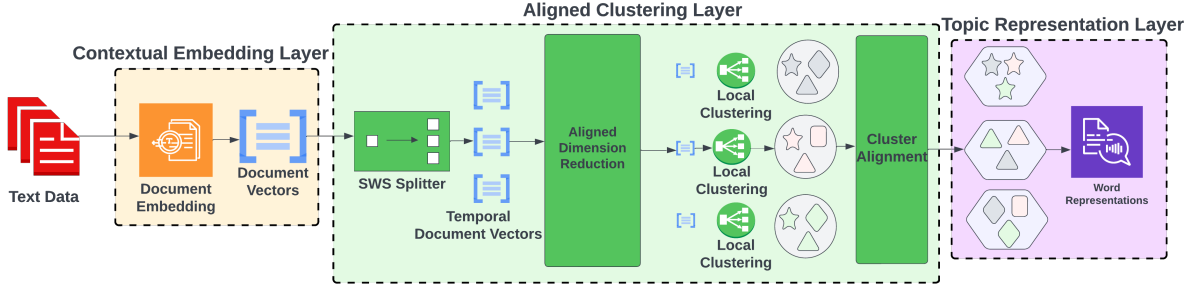 Aligned Clustering Layer
Topic Representation Layer
Contextual Embedding Layer
Text Data
Document
Embedding
Document
Vectors
SWS Splitter
Temporal
Document Vectors
Aligned
Dimension
Reduction
Local
Clustering
Local
Clustering
Local
Clustering
Cluster
Alignment
Word
Representations